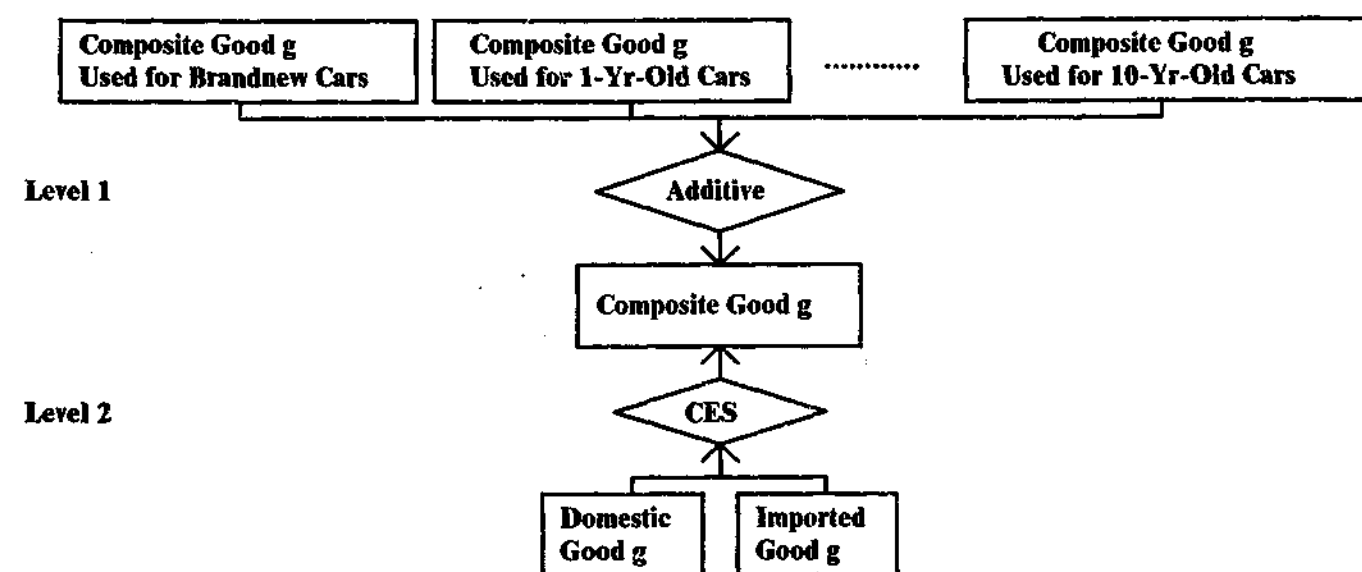 Composite Good g
Used for Brandnew Cars
Composite Good g
Used for 1-Yr-Old Cars
Composite Good g
Used for 10-Yr-Old Cars
Level 1
Additive
Composite Good g
Level 2
CES
Domestic
Good g
Imported
Good g